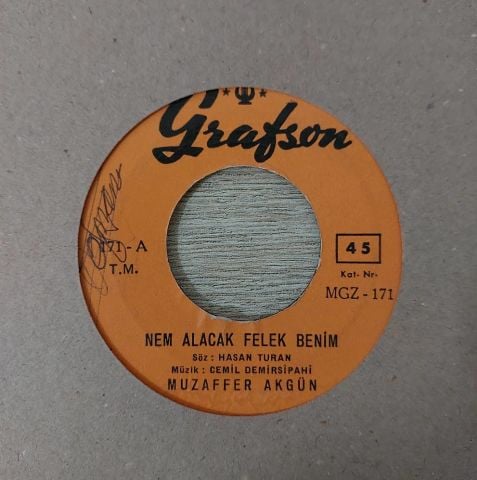 Grafson
171-A
T.M.
45
Kat- Nr-
MGZ - 171
NEM ALACAK FELEK BENİM
Söz : HASAN TURAN
Müzik : CEMİL DEMİRSİPAHİ
MUZAFFER AKGÜN